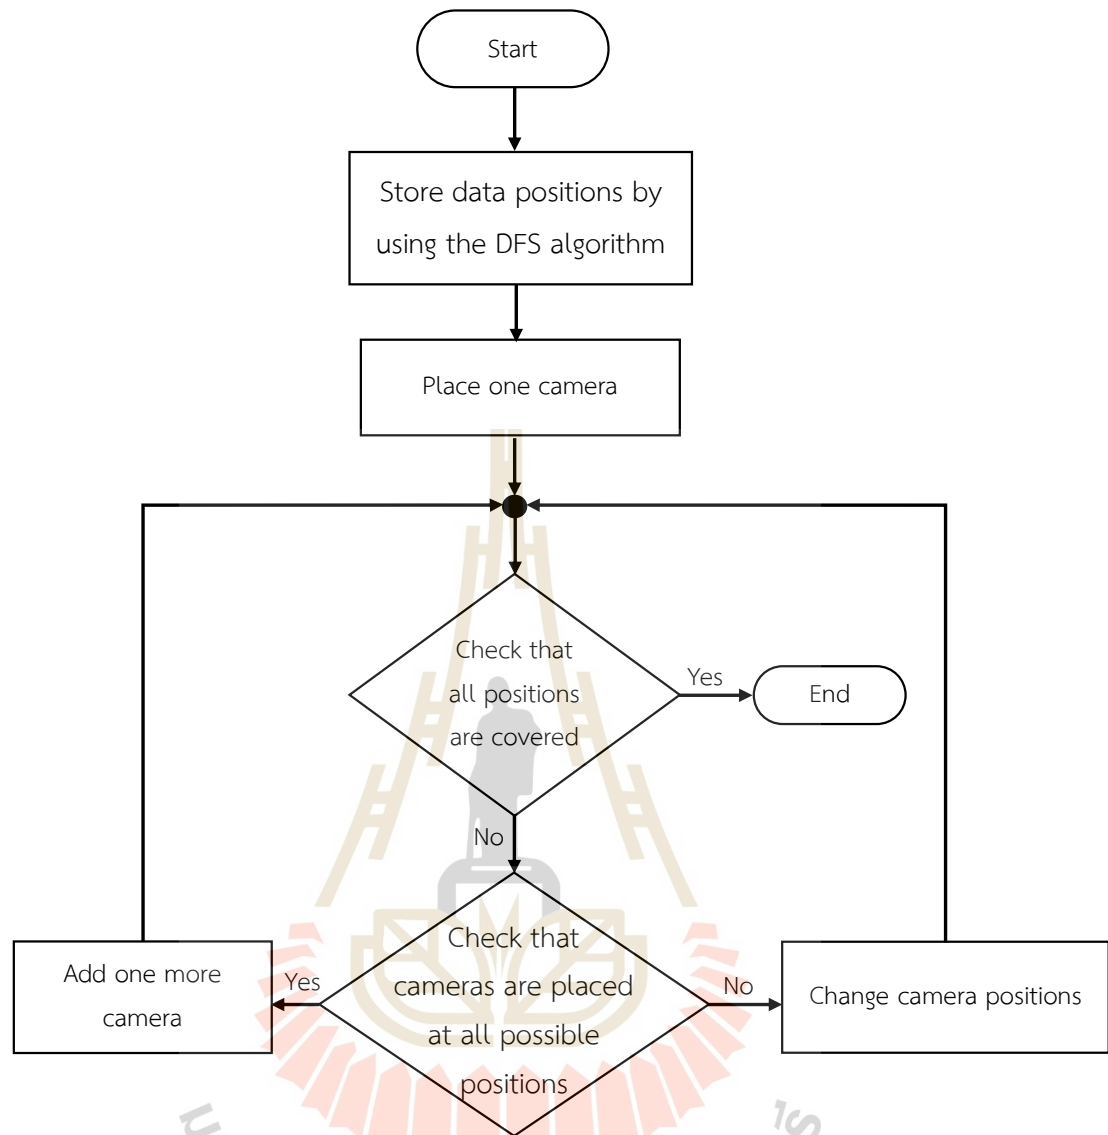 Start
Store data positions by
using the DFS algorithm
Place one camera
Check that
all positions
are covered
Yes
End
No
Check that
cameras are placed
at all possible
positions
Yes
Add one more
camera
No
Change camera positions